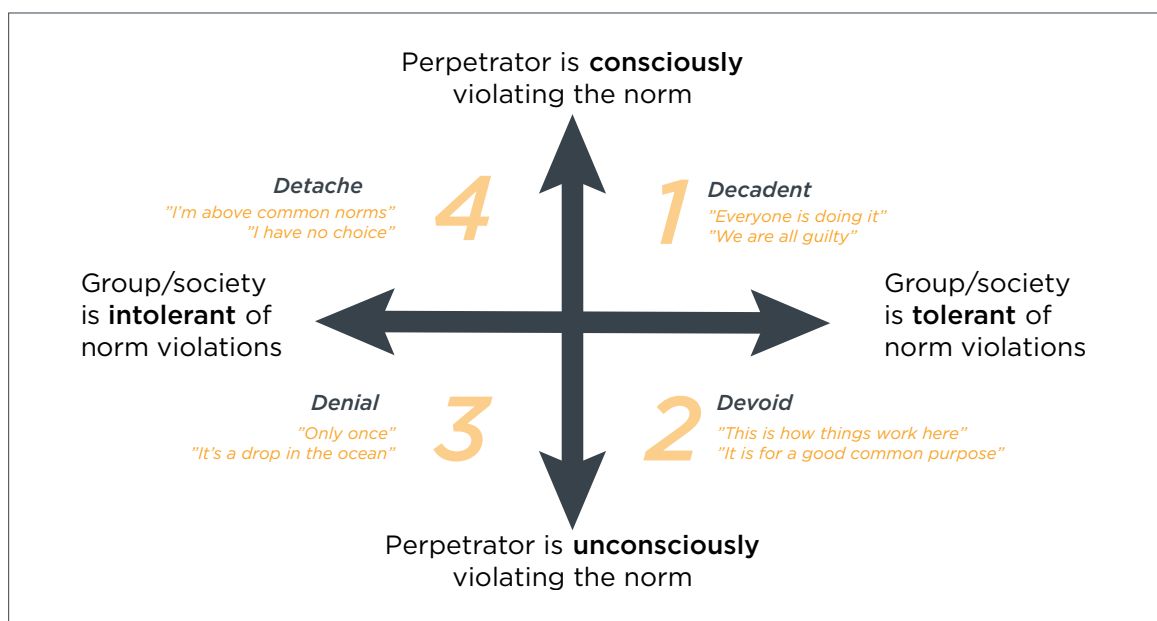 Perpetrator is consciously
violating the norm
Detache
"I'm above common norms"
"I have no choice"
4
1
Decadent
"Everyone is doing it"
"We are all guilty"
Group/society
is intolerant of
norm violations
Group/society
is tolerant of
norm violations
Denial
"Only once"
"It's a drop in the ocean"
3
2
Devoid
"This is how things work here"
"It is for a good common purpose"
Perpetrator is unconsciously
violating the norm